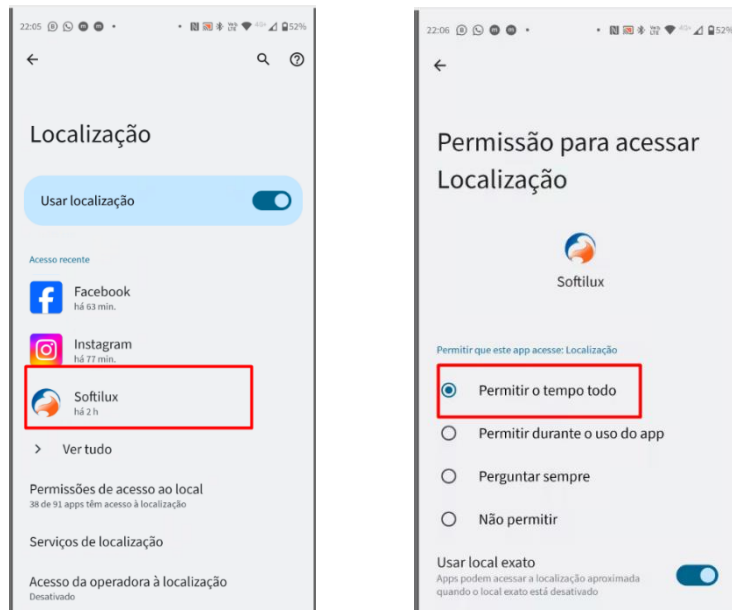 22:05
52%
Localização
Usar localização
Acesso recente
Facebook
há 63 min.
Instagram
há 77 min.
Softilux
há 2 h
Ver tudo
Permissões de acesso ao local
38 de 91 apps têm acesso à localização
Serviços de localização
Acesso da operadora à localização
Desativado
22:06
52%
Permissão para acessar
Localização
Softilux
Permitir que este app acesse: Localização
Permitir o tempo todo
Permitir durante o uso do app
Perguntar sempre
Não permitir
Usar local exato
Apps podem acessar a localização aproximada
quando o local exato está desativado